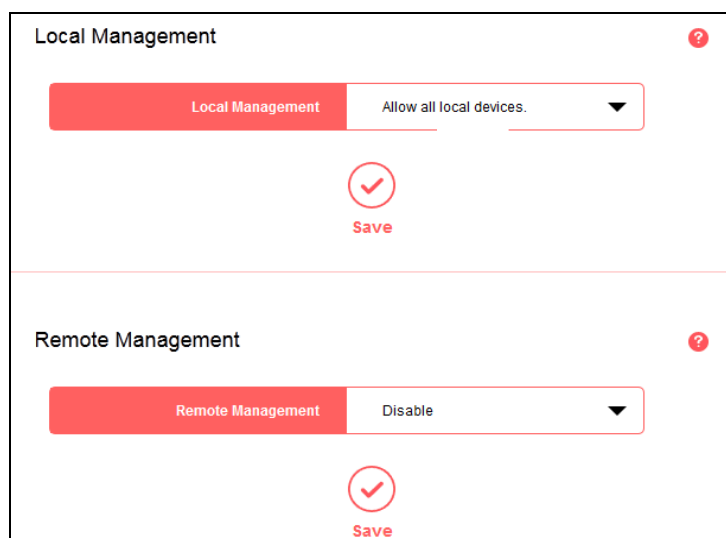 Local Management
?
Local Management Allow all local devices.
Save
Remote Management
?
Remote Management Disable
Save